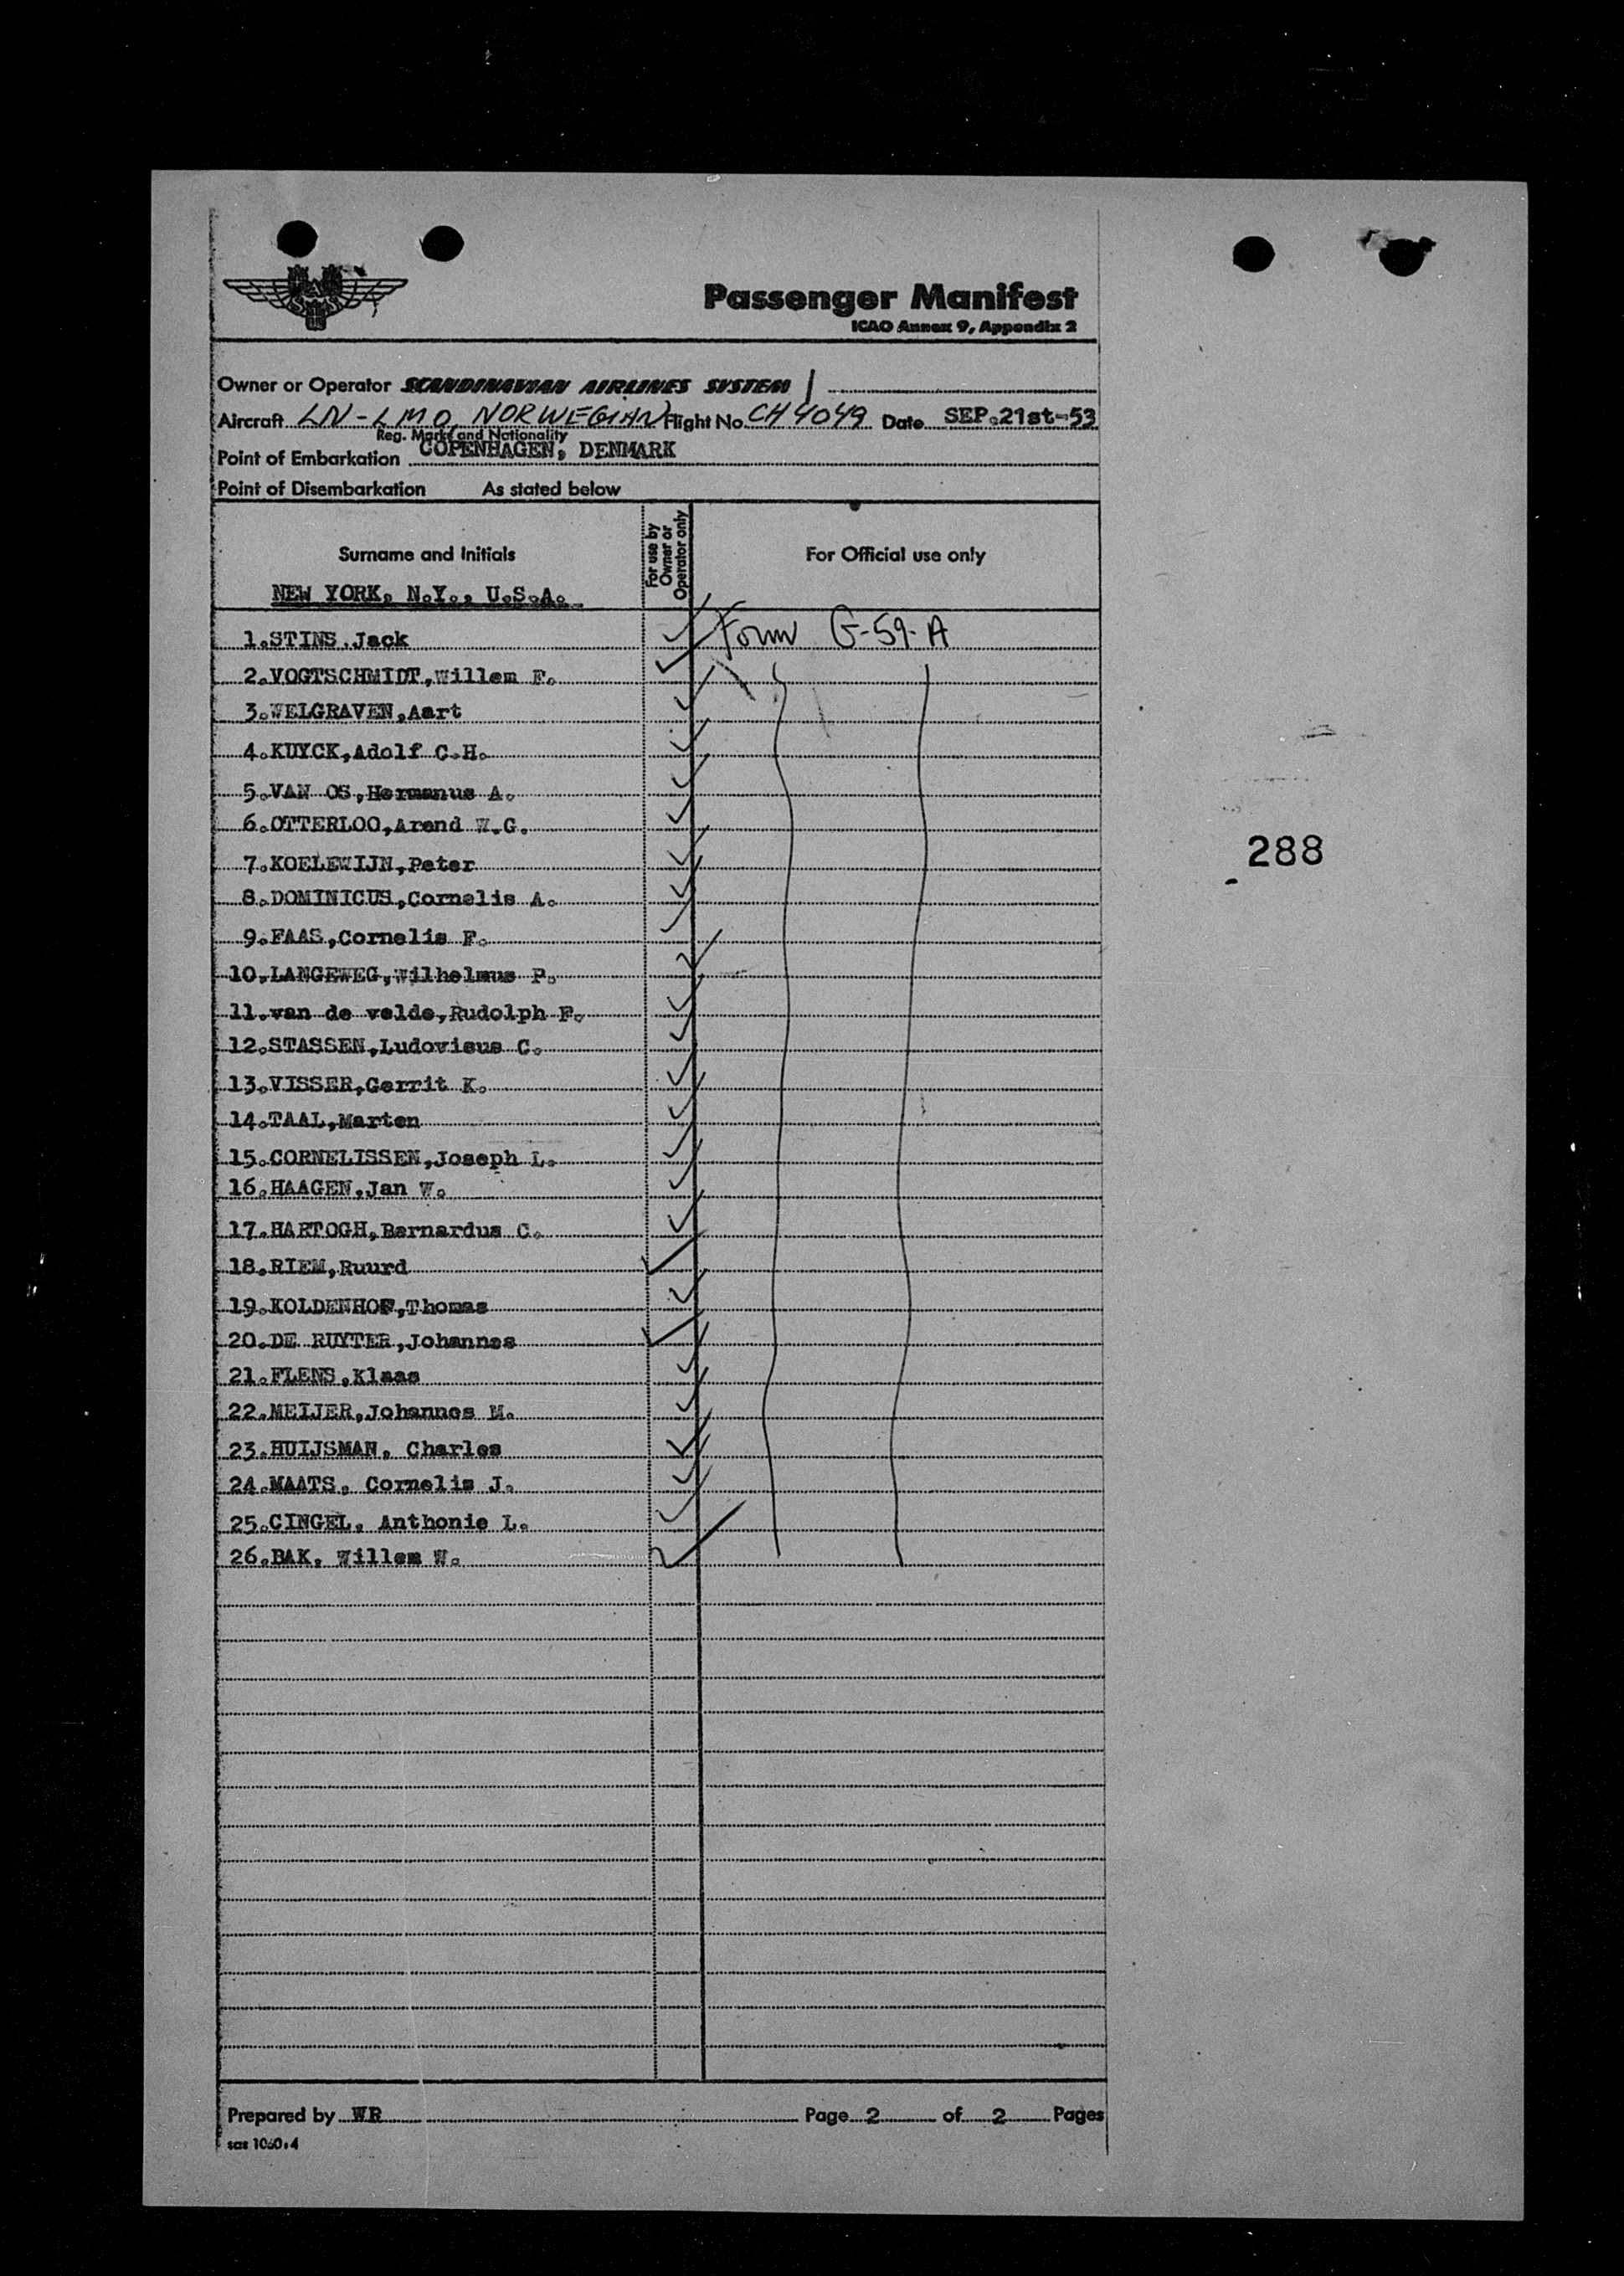 Passenger Manifest
ICAO Annex 9, Appendix 2
Owner or Operator SCANDINAVIAN AIRLINES SYSTEM
Aircraft LN-LMO, NORWEGIAN Flight No. CH 4049 Date SEP.21st-53
Reg. Marks and Nationality
Point of Embarkation COPENHAGEN, DENMARK
Point of Disembarkation As stated below
Surname and Initials
For use by Owner or Operator only
For Official use only
NEW YORK, N.Y., U.S.A.
1.STINS.Jack Form G-59-A
2.VOGTSCHMIDT,Willem F.
3.WELGRAVEN,Aart
4.KUYCK,Adolf C.H.
5.VAN OS,Hermanus A.
6.OTTERLOO,Arend W.G.
7.KOELEWIJN,Peter
8.DOMINICUS,Cornelis A.
9.FAAS,Cornelis F.
10.LANGEWEG,Wilhelmus P.
11.van de velde,Rudolph F.
12.STASSEN,Ludovicus C.
13.VISSER,Gerrit K.
14.TAAL,Marten
15.CORNELISSEN,Joseph L.
16.HAAGEN.Jan W.
17.HARTOGH,Bernardus C.
18.RIEM,Ruurd
19.KOLDENHOF,Thomas
20.DE RUYTER,Johannes
21.FLENS,Klaas
22.MEIJER,Johannes M.
23.HUIJSMAN, Charles
24.MAATS, Cornelis J.
25.CINGEL, Anthonie L.
26.BAK, Willem W.
288
Prepared by WR Page 2 of 2 Pages
sas 1060.4